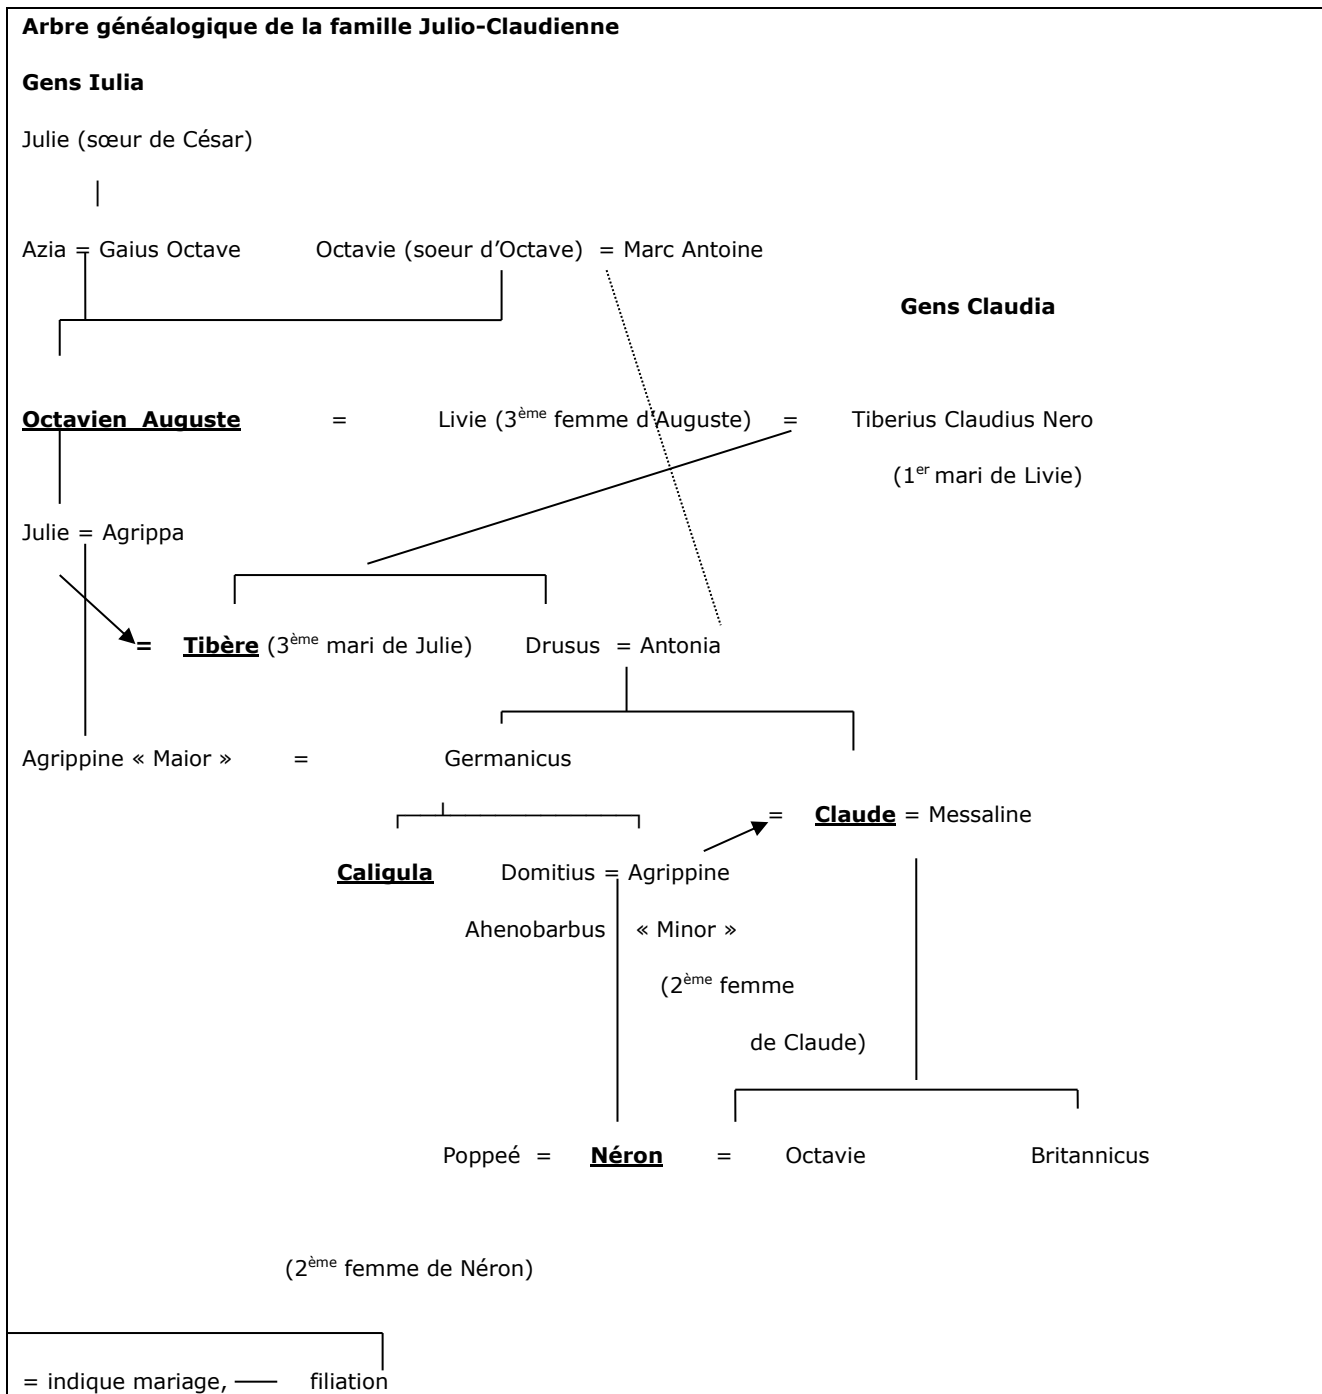 Arbre généalogique de la famille Julio-Claudienne
Gens Iulia
Julie (sœur de César)
Azia = Gaius Octave Octavie (soeur d'Octave) = Marc Antoine
Gens Claudia
Octavien Auguste = Livie (3ème femme d'Auguste) = Tiberius Claudius Nero
(1er mari de Livie)
Julie = Agrippa
= Tibère (3ème mari de Julie) Drusus = Antonia
Agrippine « Maior » = Germanicus
= Claude = Messaline
Caligula Domitius = Agrippine
Ahenobarbus « Minor »
(2ème femme
de Claude)
Poppeé = Néron = Octavie Britannicus
(2ème femme de Néron)
= indique mariage, —— filiation